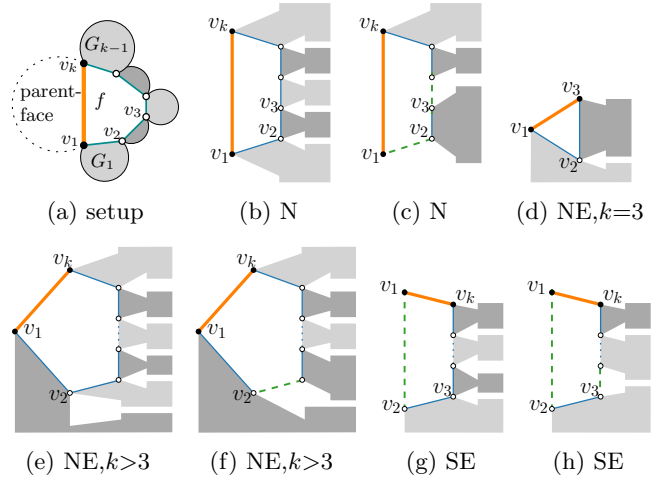 G_{k−1}
v_k
parent-
face
f
v_3
v_1
v_2
G_1
(a) setup
v_k
v_3
v_2
v_1
(b) N
v_k
v_3
v_2
v_1
(c) N
v_3
v_1
v_2
(d) NE,k=3
v_k
v_1
v_2
(e) NE,k>3
v_k
v_1
v_2
(f) NE,k>3
v_1
v_k
v_3
v_2
(g) SE
v_1
v_k
v_3
v_2
(h) SE